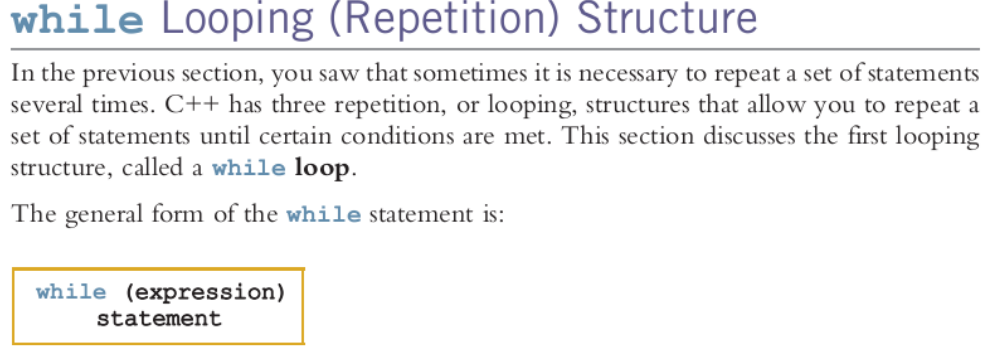 while Looping (Repetition) Structure
In the previous section, you saw that sometimes it is necessary to repeat a set of statements
several times. C++ has three repetition, or looping, structures that allow you to repeat a
set of statements until certain conditions are met. This section discusses the first looping
structure, called a while loop.
The general form of the while statement is:
while (expression)
statement